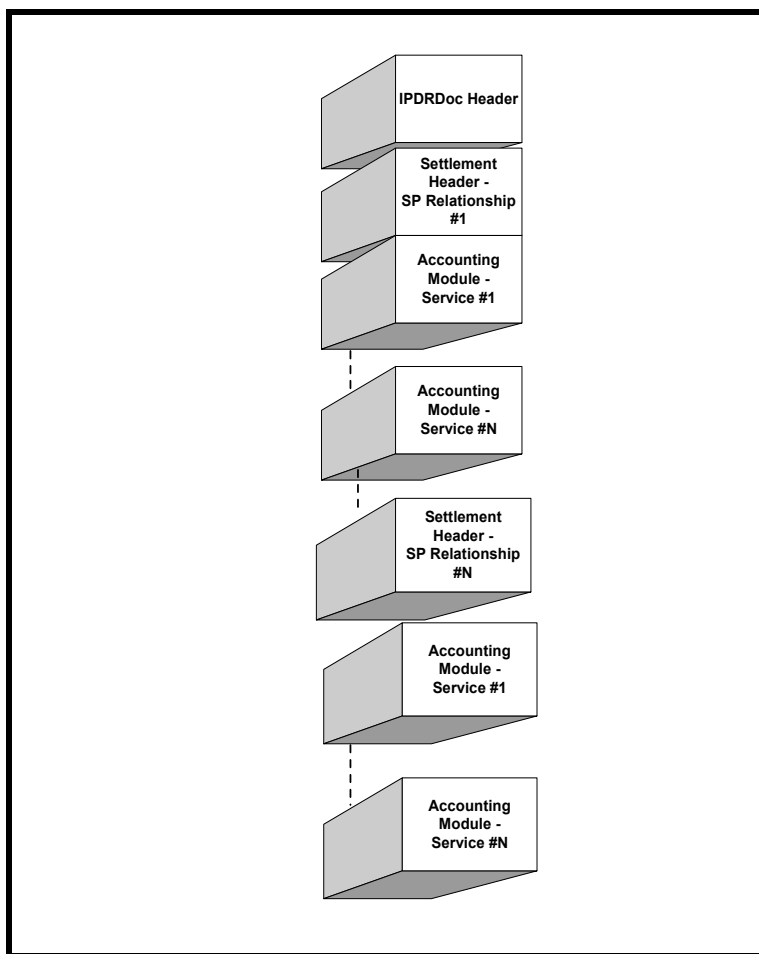 IPDRDoc Header
Settlement
Header -
SP Relationship
#1
Accounting
Module -
Service #1
Accounting
Module -
Service #N
Settlement
Header -
SP Relationship
#N
Accounting
Module -
Service #1
Accounting
Module -
Service #N